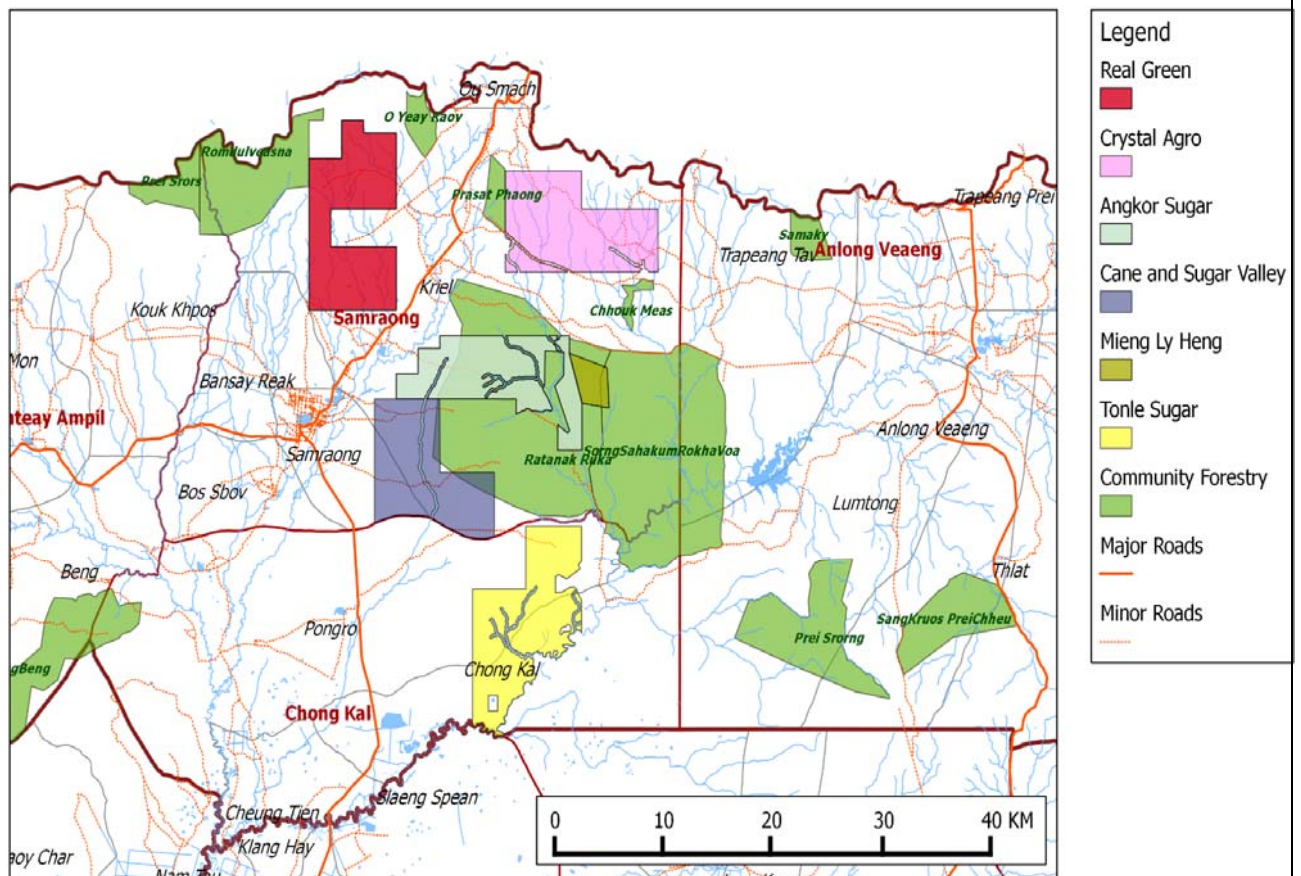 Ou Smach
O Yeay Kaov
Romdulveasna
Prei Srors
Prasat Phaong
Trapeang Prei
Samaky
Trapeang Tav
Anlong Veaeng
Kriel
Chhouk Meas
Kouk Khpos
Samraong
Mon
Bansay Reak
nteay Ampil
Anlong Veaeng
Samraong
Ratanak Ruka
SorngSahakumRokhaVoa
Bos Sbov
Lumtong
Beng
Thlat
Pongro
SangKruos PreiChheu
Prei Srorng
gBeng
Chong Kal
Chong Kal
Slaeng Spean
Cheung Tien
Klang Hay
aoy Char
0 10 20 30 40 KM
Legend
Real Green
Crystal Agro
Angkor Sugar
Cane and Sugar Valley
Mieng Ly Heng
Tonle Sugar
Community Forestry
Major Roads
Minor Roads